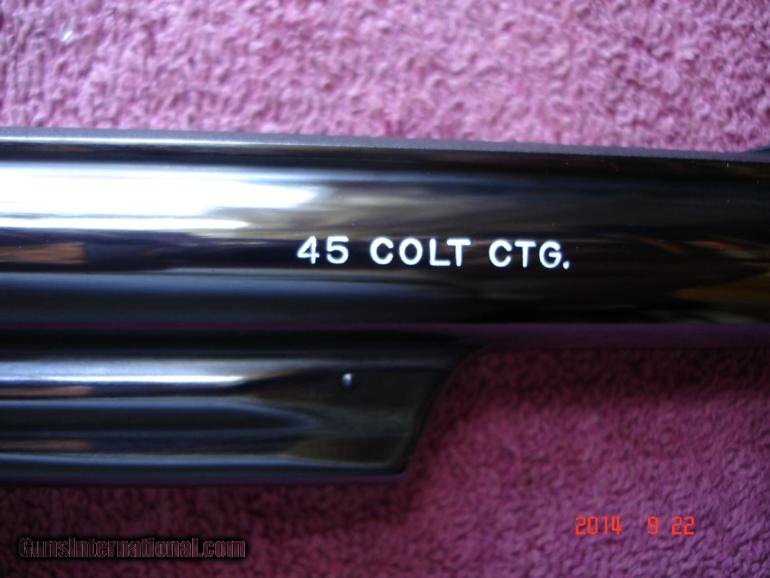 45 COLT CTG.
2014 9 22
GunsInternational.com